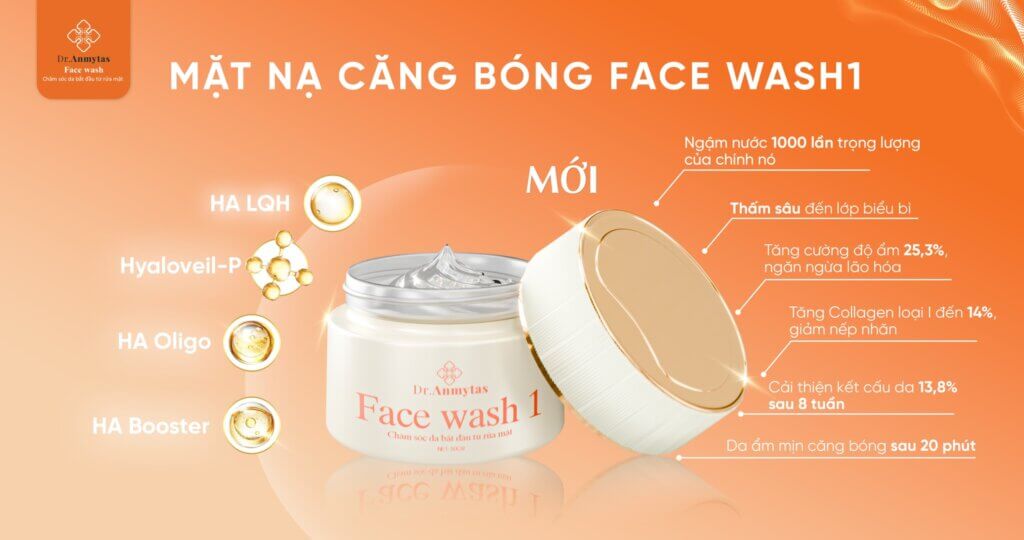 Dr.Anmytas
Face wash
Chăm sóc da bắt đầu từ rửa mặt
MẶT NẠ CĂNG BÓNG FACE WASH1
MỚI
HA LQH
Hyaloveil-P
HA Oligo
HA Booster
Ngậm nước 1000 lần trọng lượng
của chính nó
Thấm sâu đến lớp biểu bì
Tăng cường độ ẩm 25,3%,
ngăn ngừa lão hóa
Tăng Collagen loại I đến 14%,
giảm nếp nhăn
Cải thiện kết cấu da 13,8%
sau 8 tuần
Da ẩm mịn căng bóng sau 20 phút
Dr.Anmytas
Face wash 1
Chăm sóc da bắt đầu từ rửa mặt